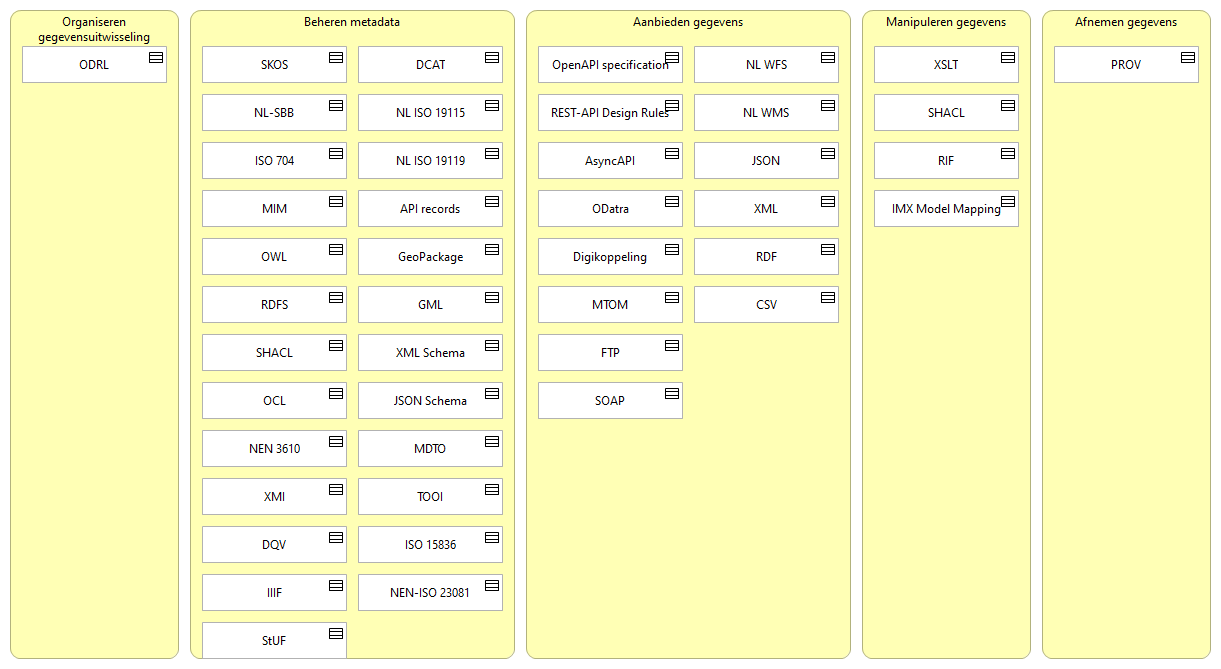 Organiseren
gegevensuitwisseling
ODRL
Beheren metadata
SKOS
DCAT
NL-SBB
NL ISO 19115
ISO 704
NL ISO 19119
MIM
API records
OWL
GeoPackage
RDFS
GML
SHACL
XML Schema
OCL
JSON Schema
NEN 3610
MDTO
XMI
TOOI
DQV
ISO 15836
IIIF
NEN-ISO 23081
StUF
Aanbieden gegevens
OpenAPI specification
NL WFS
REST-API Design Rules
NL WMS
AsyncAPI
JSON
ODatra
XML
Digikoppeling
RDF
MTOM
CSV
FTP
SOAP
Manipuleren gegevens
XSLT
SHACL
RIF
IMX Model Mapping
Afnemen gegevens
PROV